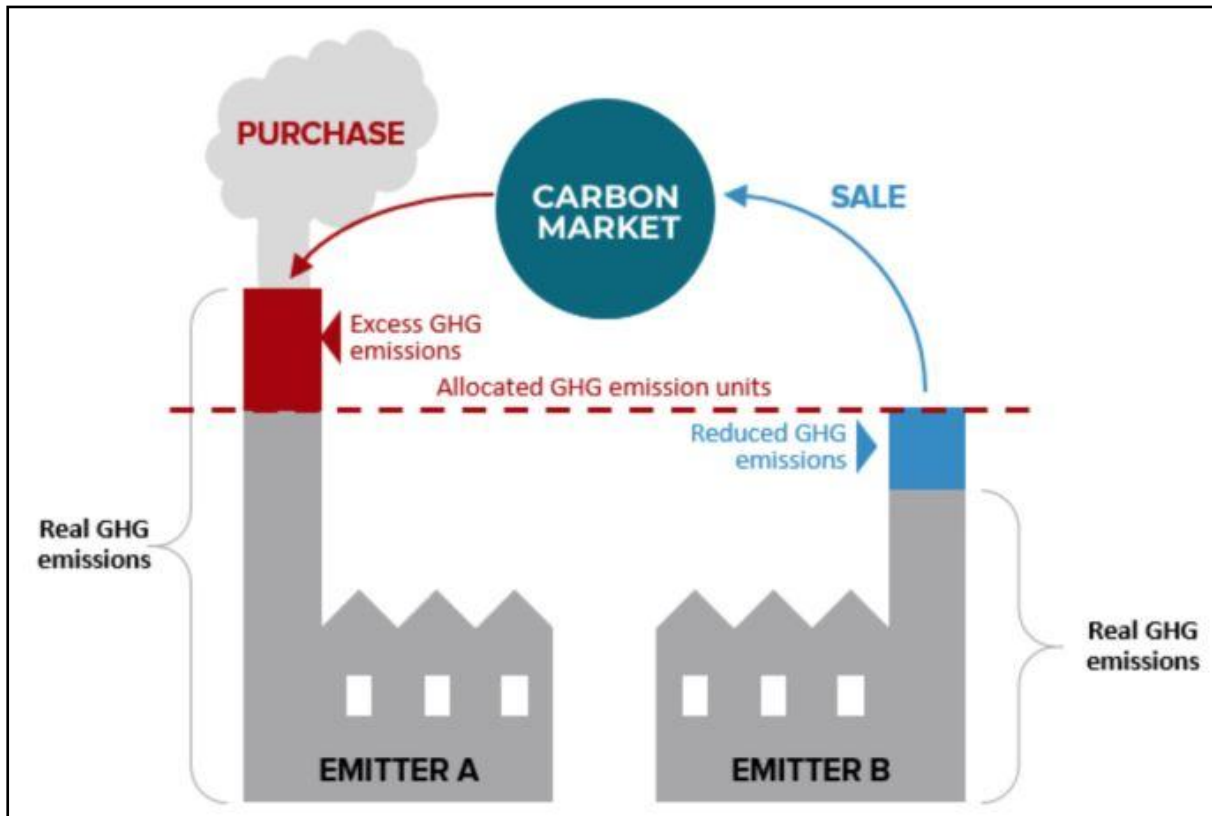 PURCHASE
CARBON
MARKET
SALE
Excess GHG
emissions
Allocated GHG emission units
Reduced GHG
emissions
Real GHG
emissions
Real GHG
emissions
EMITTER A
EMITTER B